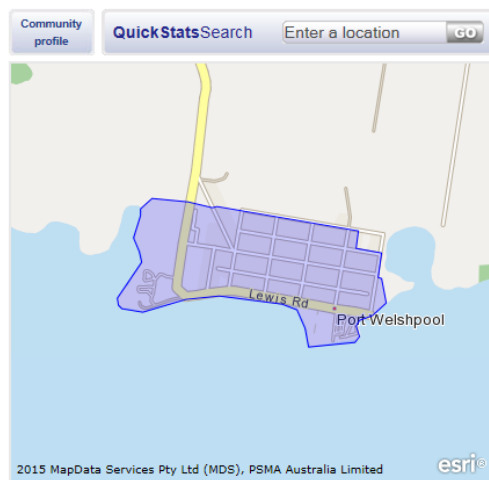 Community
profile
QuickStatsSearch
Enter a location
GO
Lewis Rd
Port Welshpool
2015 MapData Services Pty Ltd (MDS), PSMA Australia Limited
esri®